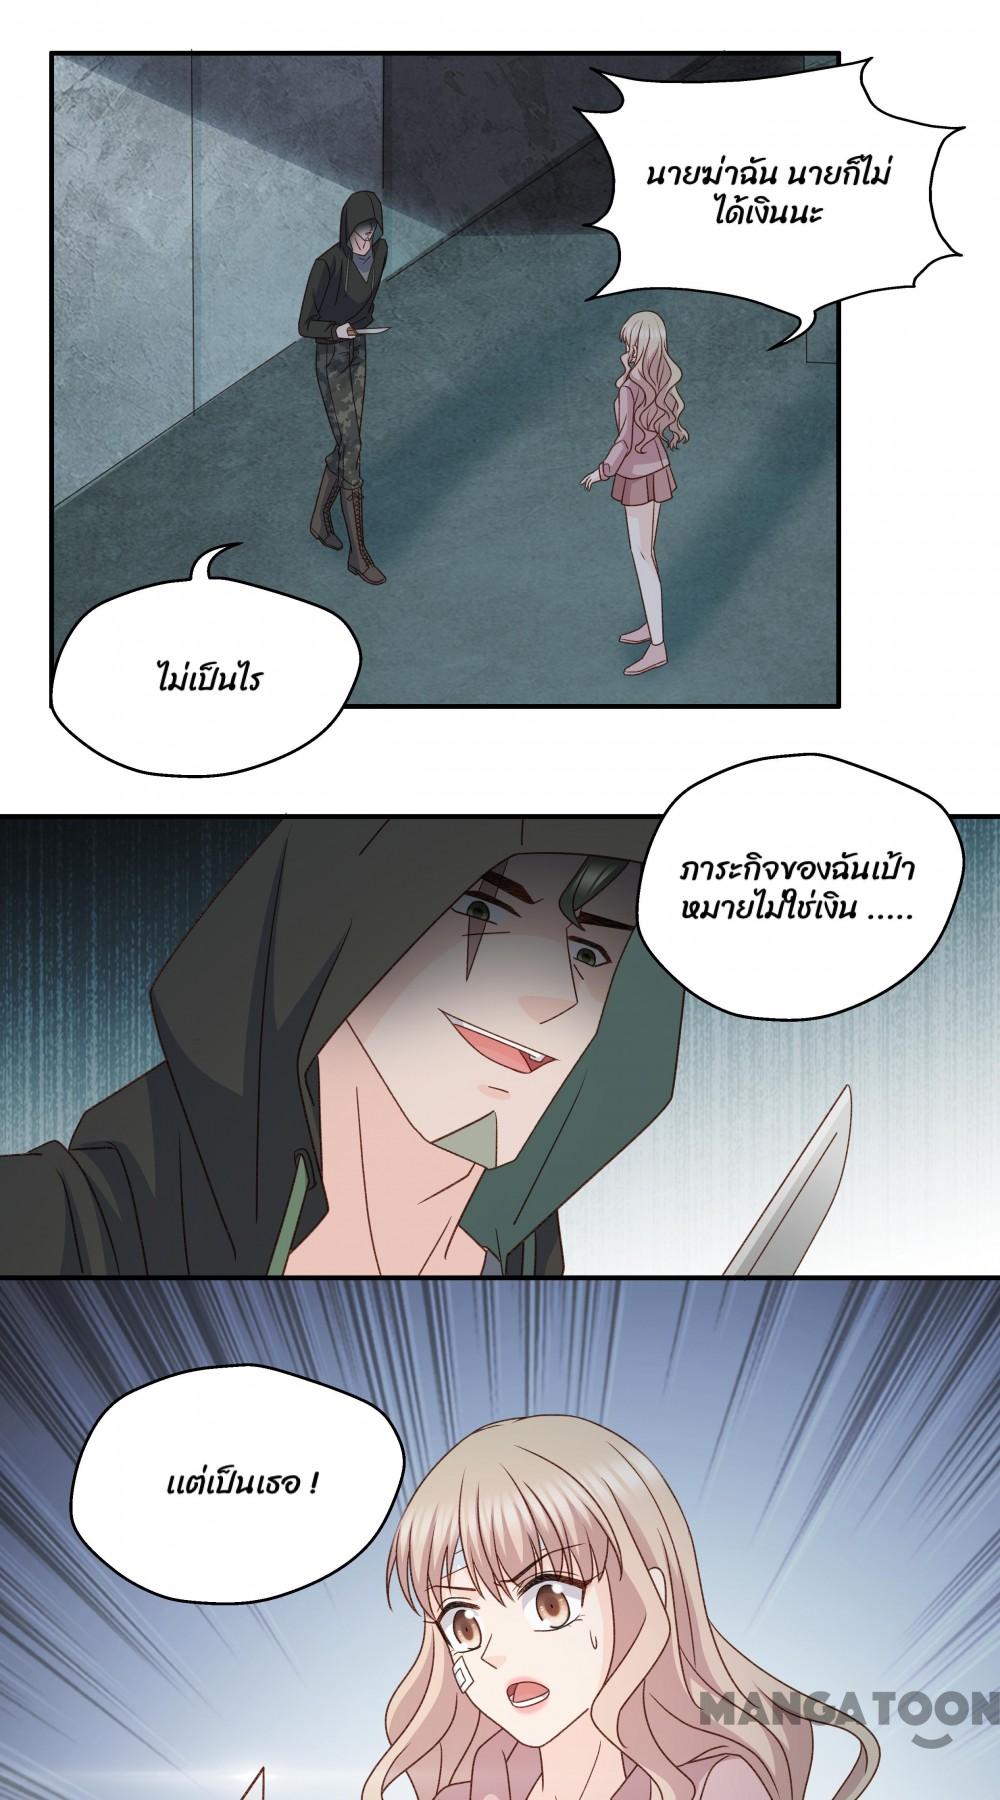 นายฆ่าฉัน นายก็ไม่
ได้เงินนะ
ไม่เป็นไร
ภาระกิจของฉันเป้า
หมายไม่ใช่เงิน .....
แต่เป็นเธอ !
MANGATOON